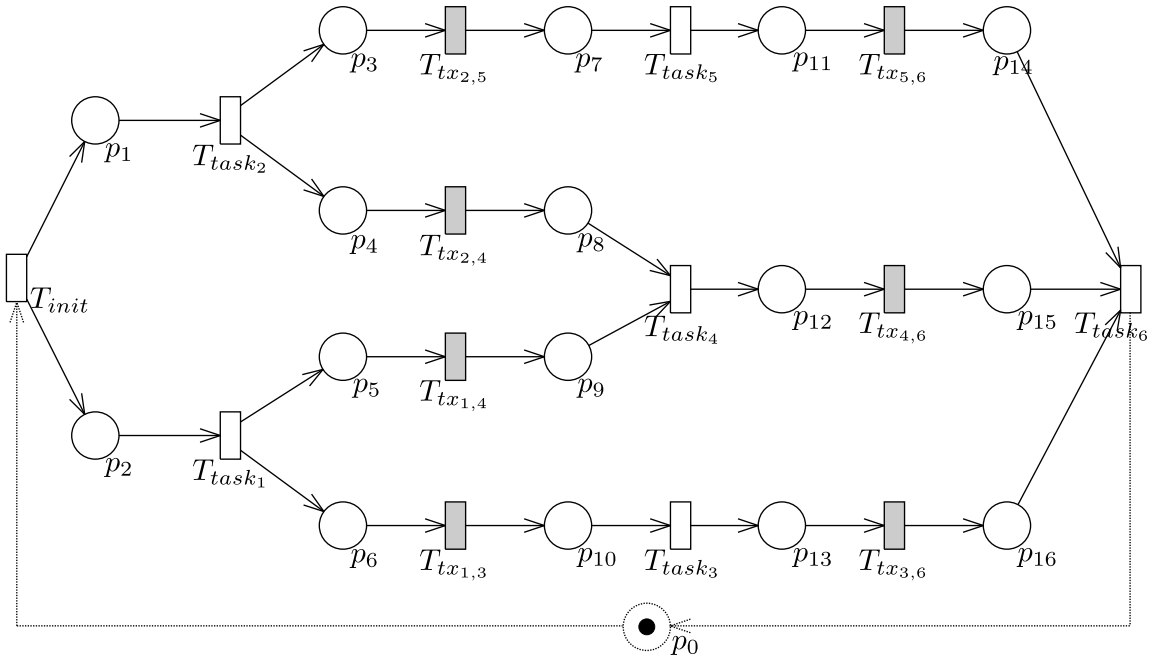 p₃ T_{tx_{2,5}} p₇ T_{task_5} p₁₁ T_{tx_{5,6}} p₁₄
p₁ T_{task_2}
p₄ T_{tx_{2,4}} p₈
T_{init}
T_{task_4} p₁₂ T_{tx_{4,6}} p₁₅ T_{task_6}
p₅ T_{tx_{1,4}} p₉
p₂ T_{task_1}
p₆ T_{tx_{1,3}} p₁₀ T_{task_3} p₁₃ T_{tx_{3,6}} p₁₆
p₀